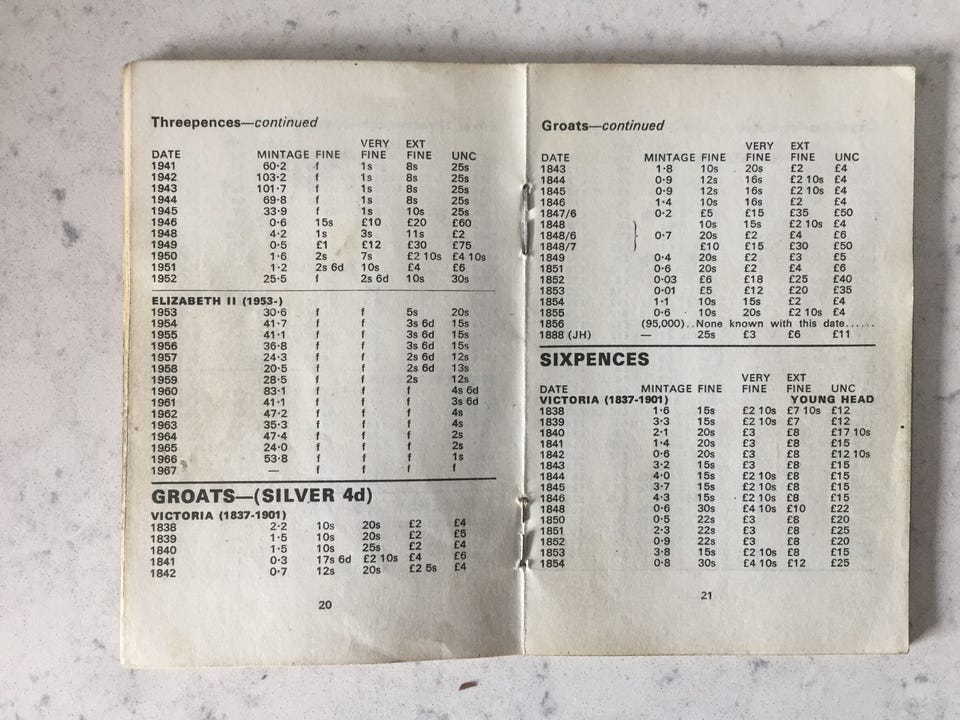 Threepences—continued
VERY EXT
DATE MINTAGE FINE FINE FINE UNC
1941 60·2 f 1s 8s 25s
1942 103·2 f 1s 8s 25s
1943 101·7 f 1s 8s 25s
1944 69·8 f 1s 8s 25s
1945 33·9 f 1s 10s 25s
1946 0·6 15s £10 £20 £60
1948 4·2 1s 3s 11s £2
1949 0·5 £1 £12 £30 £75
1950 1·6 2s 7s £2 10s £4 10s
1951 1·2 2s 6d 10s £4 £6
1952 25·5 f 2s 6d 10s 30s
ELIZABETH II (1953-)
1953 30·6 f f 5s 20s
1954 41·7 f f 3s 6d 15s
1955 41·1 f f 3s 6d 15s
1956 36·8 f f 3s 6d 15s
1957 24·3 f f 2s 6d 12s
1958 20·5 f f 2s 6d 13s
1959 28·5 f f 2s 12s
1960 83·1 f f f 4s 6d
1961 41·1 f f f 3s 6d
1962 47·2 f f f 4s
1963 35·3 f f f 4s
1964 47·4 f f f 2s
1965 24·0 f f f 2s
1966 53·8 f f f 1s
1967 — f f f f
GROATS—(SILVER 4d)
VICTORIA (1837-1901)
1838 2·2 10s 20s £2 £4
1839 1·5 10s 20s £2 £5
1840 1·5 10s 25s £2 £4
1841 0·3 17s 6d £2 10s £4 £6
1842 0·7 12s 20s £2 5s £4
20
Groats—continued
VERY EXT
DATE MINTAGE FINE FINE FINE UNC
1843 1·8 10s 20s £2 £4
1844 0·9 12s 16s £2 10s £4
1845 0·9 12s 16s £2 10s £4
1846 1·4 10s 16s £2 £4
1847/6 0·2 £5 £15 £35 £50
1848 10s 15s £2 10s £4
1848/6 } 0·7 20s £2 £4 £6
1848/7 £10 £15 £30 £50
1849 0·4 20s £2 £3 £5
1851 0·6 20s £2 £4 £6
1852 0·03 £6 £18 £25 £40
1853 0·01 £5 £12 £20 £35
1854 1·1 10s 15s £2 £4
1855 0·6 10s 20s £2 10s £4
1856 (95,000)..None known with this date......
1888 (JH) — 25s £3 £6 £11
SIXPENCES
VERY EXT
DATE MINTAGE FINE FINE FINE UNC
VICTORIA (1837-1901) YOUNG HEAD
1838 1·6 15s £2 10s £7 10s £12
1839 3·3 15s £2 10s £7 £12
1840 2·1 20s £3 £8 £17 10s
1841 1·4 20s £3 £8 £15
1842 0·6 20s £3 £8 £12 10s
1843 3·2 15s £3 £8 £15
1844 4·0 15s £2 10s £8 £15
1845 3·7 15s £2 10s £8 £15
1846 4·3 15s £2 10s £8 £15
1848 0·6 30s £4 10s £10 £22
1850 0·5 22s £3 £8 £20
1851 2·3 22s £3 £8 £25
1852 0·9 22s £3 £8 £20
1853 3·8 15s £2 10s £8 £15
1854 0·8 30s £4 10s £12 £25
21